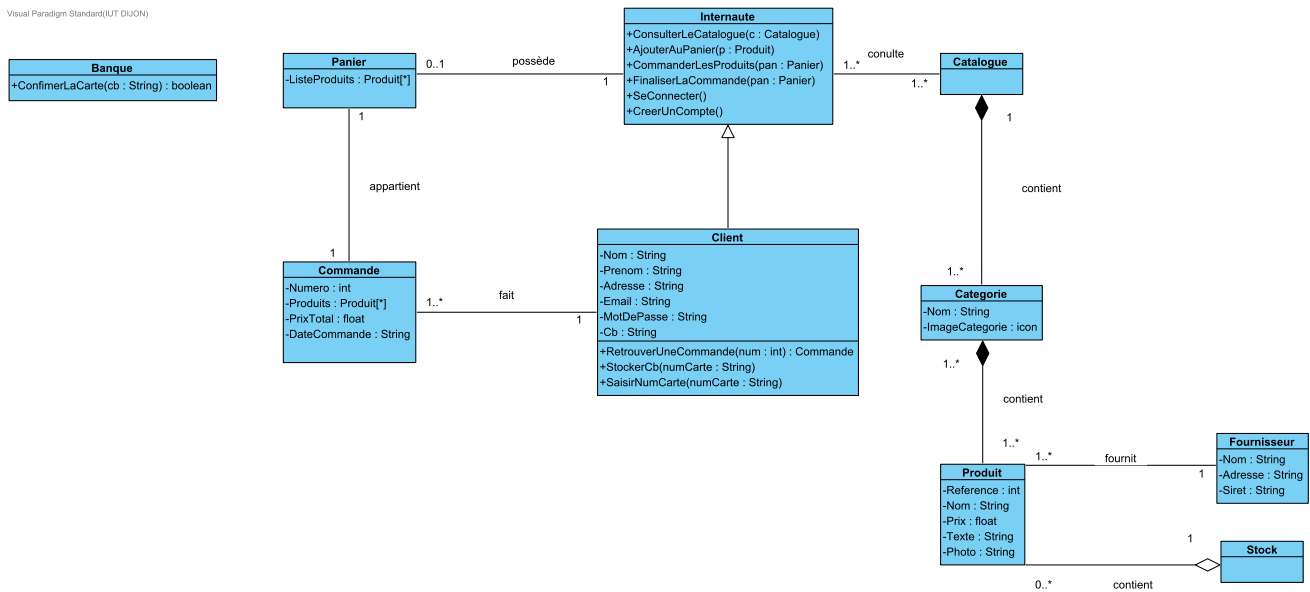 Visual Paradigm Standard(IUT DIJON)
Banque
+ConfimerLaCarte(cb : String) : boolean
Panier
-ListeProduits : Produit[*]
0..1
possède
1
Internaute
+ConsulterLeCatalogue(c : Catalogue)
+AjouterAuPanier(p : Produit)
+CommanderLesProduits(pan : Panier)
+FinaliserLaCommande(pan : Panier)
+SeConnecter()
+CreerUnCompte()
1..*
conulte
1..*
Catalogue
1
contient
1..*
1
appartient
1
Commande
-Numero : int
-Produits : Produit[*]
-PrixTotal : float
-DateCommande : String
1..*
fait
1
Client
-Nom : String
-Prenom : String
-Adresse : String
-Email : String
-MotDePasse : String
-Cb : String
+RetrouverUneCommande(num : int) : Commande
+StockerCb(numCarte : String)
+SaisirNumCarte(numCarte : String)
Categorie
-Nom : String
-ImageCategorie : icon
1..*
contient
1..*
Produit
-Reference : int
-Nom : String
-Prix : float
-Texte : String
-Photo : String
1..*
fournit
1
Fournisseur
-Nom : String
-Adresse : String
-Siret : String
1
Stock
0..*
contient